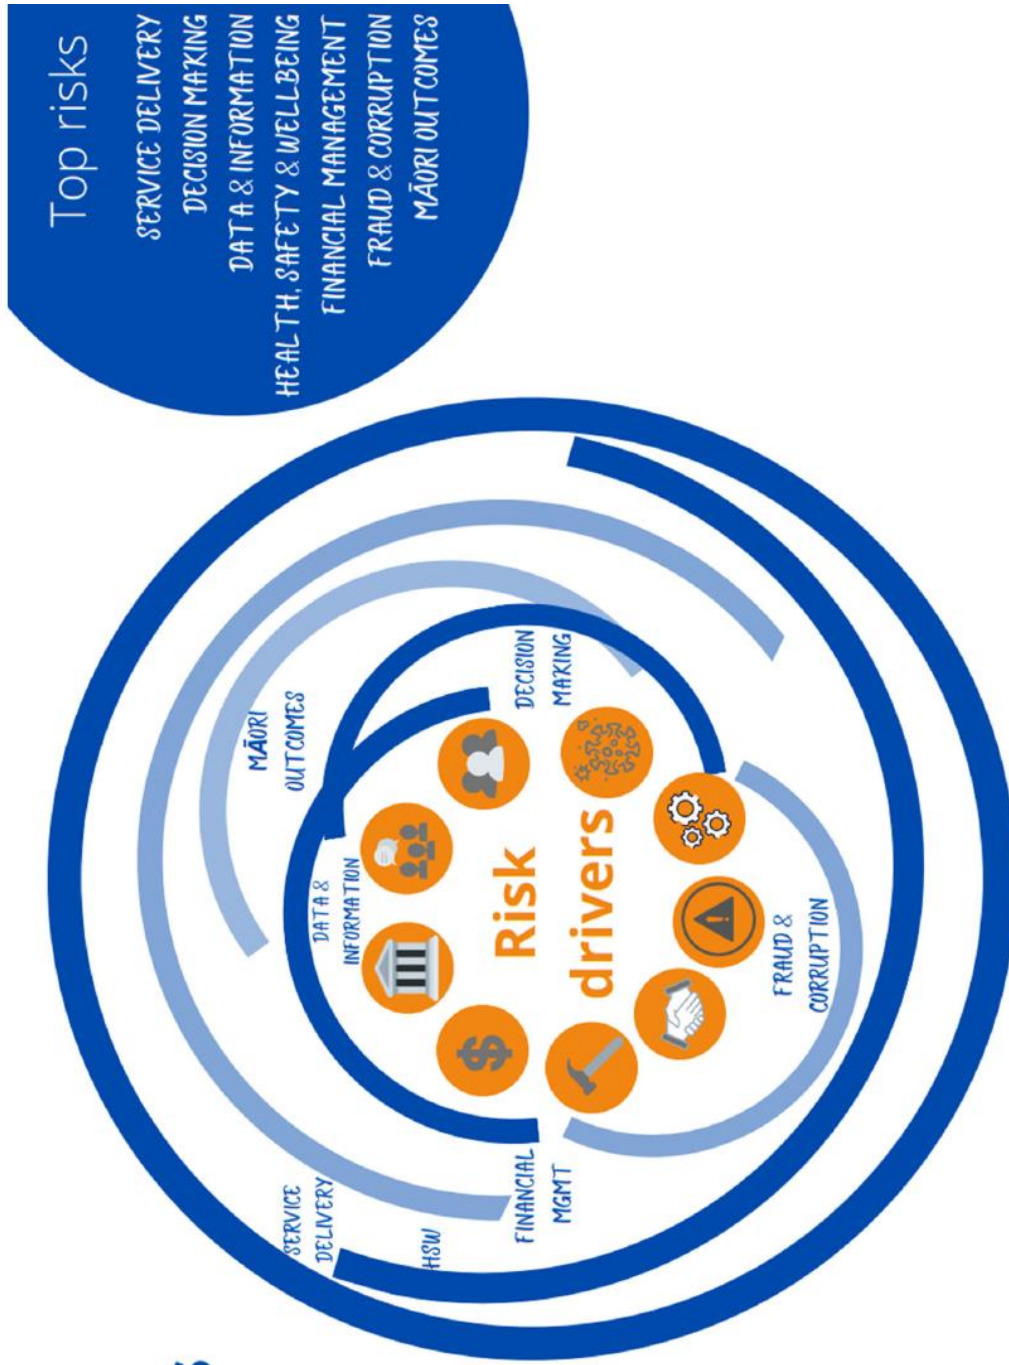 Top risks
SERVICE DELIVERY
DECISION MAKING
DATA & INFORMATION
HEALTH, SAFETY & WELLBEING
FINANCIAL MANAGEMENT
FRAUD & CORRUPTION
MĀORI OUTCOMES
SERVICE
DELIVERY
HSW
FINANCIAL
MGMT
MĀORI
OUTCOMES
DATA &
INFORMATION
DECISION
MAKING
Risk
drivers
$
FRAUD &
CORRUPTION